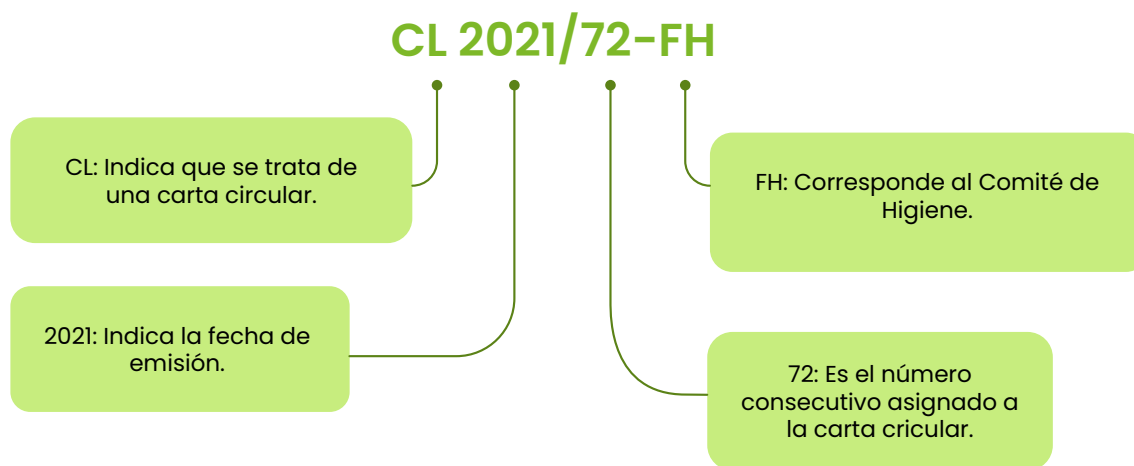 CL 2021/72-FH
CL: Indica que se trata de
una carta circular.
FH: Corresponde al Comité de
Higiene.
2021: Indica la fecha de
emisión.
72: Es el número
consecutivo asignado a
la carta cricular.